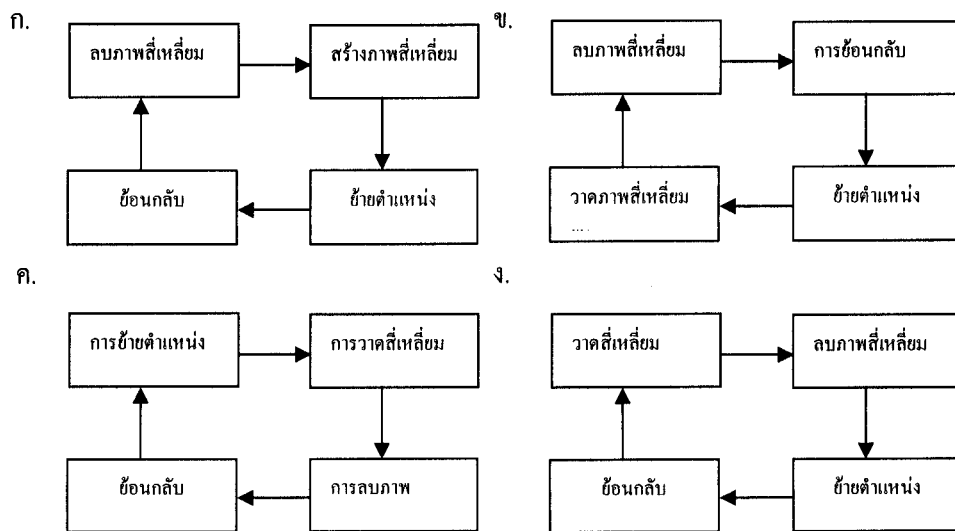 ก.
ลบภาพสี่เหลี่ยม
สร้างภาพสี่เหลี่ยม
ย้อนกลับ
ย้ายตำแหน่ง
ข.
ลบภาพสี่เหลี่ยม
การย้อนกลับ
วาดภาพสี่เหลี่ยม
....
ย้ายตำแหน่ง
ค.
การย้ายตำแหน่ง
การวาดสี่เหลี่ยม
ย้อนกลับ
การลบภาพ
ง.
วาดสี่เหลี่ยม
ลบภาพสี่เหลี่ยม
ย้อนกลับ
ย้ายตำแหน่ง